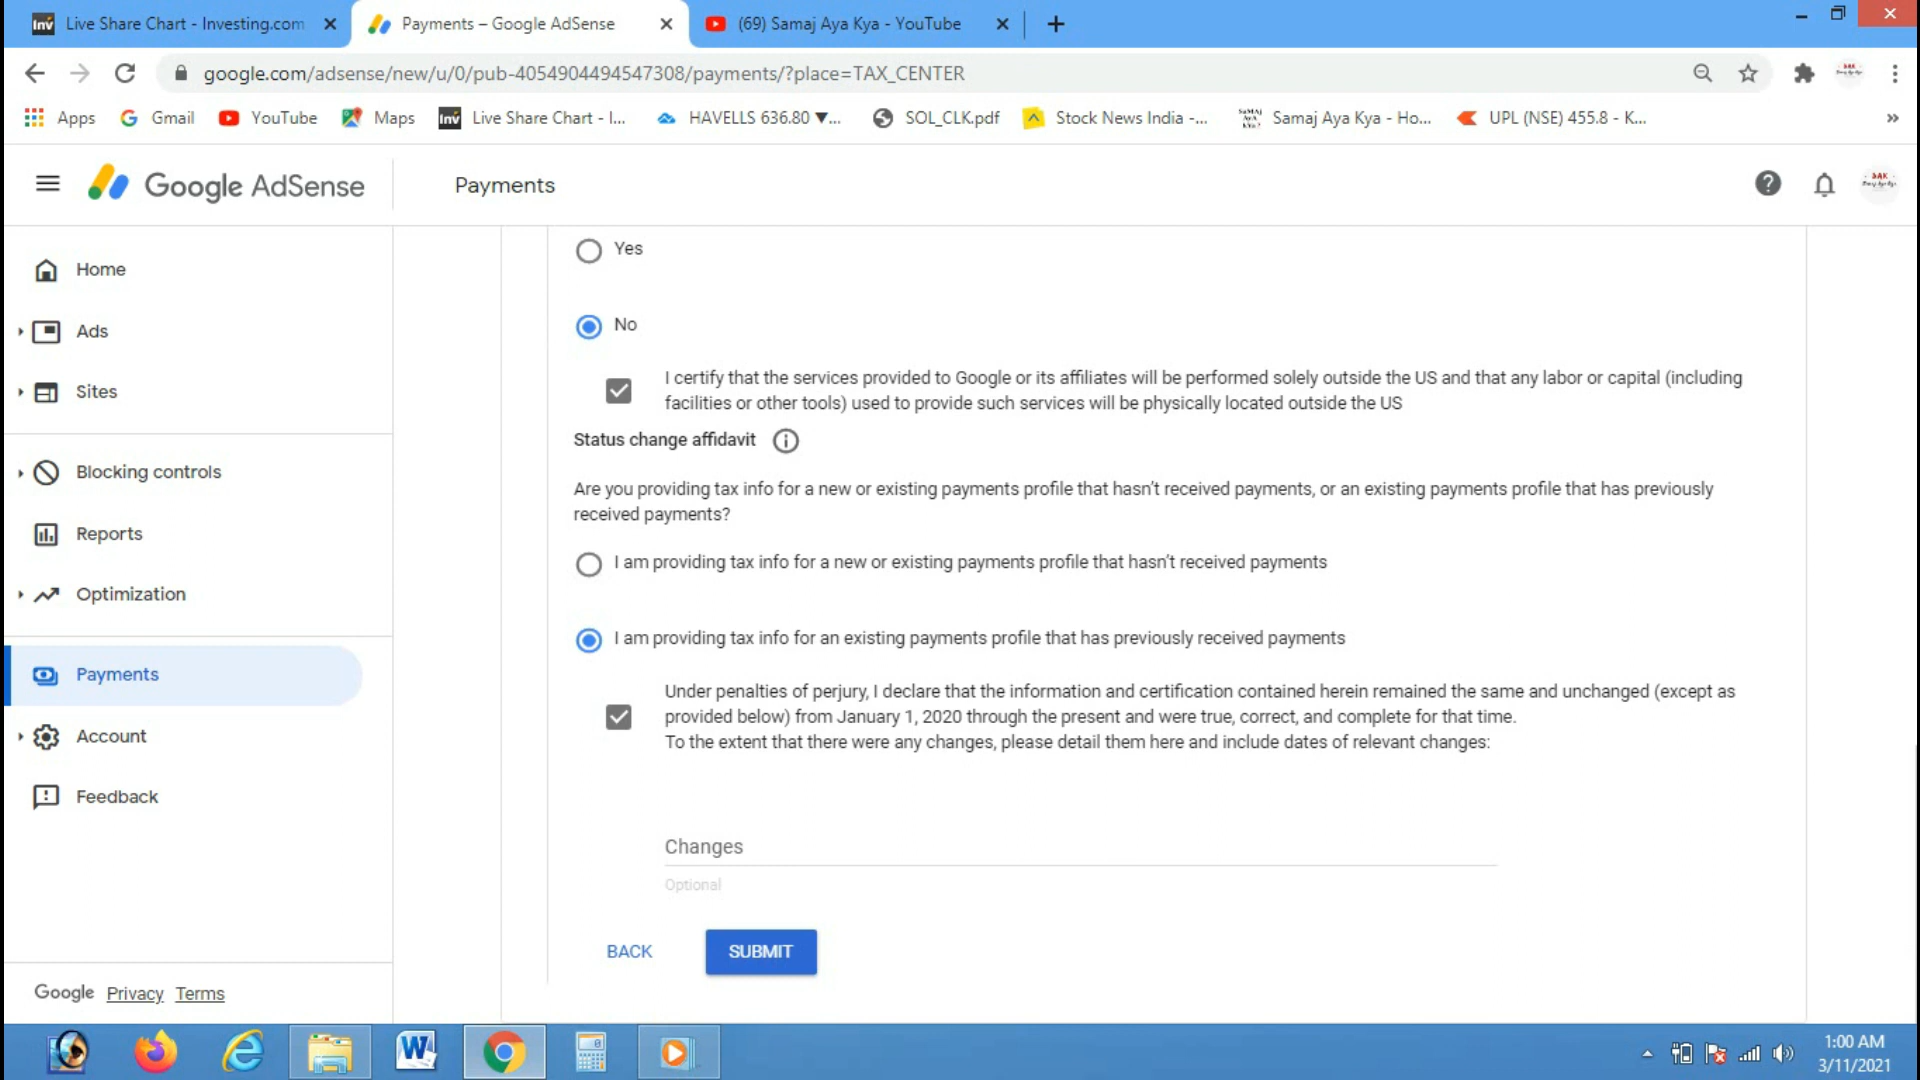 Live Share Chart - Investing.com
Payments – Google AdSense
(69) Samaj Aya Kya - YouTube
google.com/adsense/new/u/0/pub-4054904494547308/payments/?place=TAX_CENTER
Apps
Gmail
YouTube
Maps
Inv
Live Share Chart - I...
HAVELLS 636.80 ▼...
SOL_CLK.pdf
Stock News India -...
Samaj Aya Kya - Ho...
UPL (NSE) 455.8 - K...
»
Google AdSense
Payments
Home
Ads
Sites
Blocking controls
Reports
Optimization
Payments
Account
Feedback
Google Privacy Terms
Yes
No
I certify that the services provided to Google or its affiliates will be performed solely outside the US and that any labor or capital (including
facilities or other tools) used to provide such services will be physically located outside the US
Status change affidavit
Are you providing tax info for a new or existing payments profile that hasn't received payments, or an existing payments profile that has previously
received payments?
I am providing tax info for a new or existing payments profile that hasn't received payments
I am providing tax info for an existing payments profile that has previously received payments
Under penalties of perjury, I declare that the information and certification contained herein remained the same and unchanged (except as
provided below) from January 1, 2020 through the present and were true, correct, and complete for that time.
To the extent that there were any changes, please detail them here and include dates of relevant changes:
Changes
Optional
BACK
SUBMIT
1:00 AM
3/11/2021